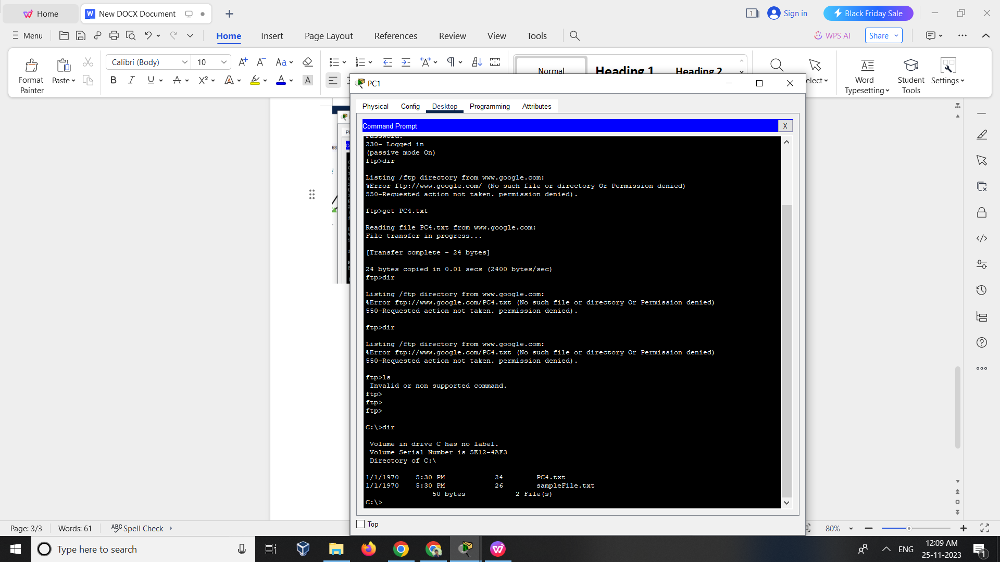 Home
New DOCX Document
1
Sign in
Black Friday Sale
Menu
Home
Insert
Page Layout
References
Review
View
Tools
WPS AI
Share
Format
Painter
Paste
Calibri (Body)
10
Normal
Heading 1
Heading 2
elect
Word
Typesetting
Student
Tools
Settings
PC1
Physical
Config
Desktop
Programming
Attributes
Command Prompt
X
Password:
230- Logged in
(passive mode On)
ftp>dir
Listing /ftp directory from www.google.com:
%Error ftp://www.google.com/ (No such file or directory Or Permission denied)
550-Requested action not taken. permission denied).
ftp>get PC4.txt
Reading file PC4.txt from www.google.com:
File transfer in progress...
[Transfer complete - 24 bytes]
24 bytes copied in 0.01 secs (2400 bytes/sec)
ftp>dir
Listing /ftp directory from www.google.com:
%Error ftp://www.google.com/PC4.txt (No such file or directory Or Permission denied)
550-Requested action not taken. permission denied).
ftp>dir
Listing /ftp directory from www.google.com:
%Error ftp://www.google.com/PC4.txt (No such file or directory Or Permission denied)
550-Requested action not taken. permission denied).
ftp>ls
Invalid or non supported command.
ftp>
ftp>
ftp>
C:\>dir
Volume in drive C has no label.
Volume Serial Number is 5E12-4AF3
Directory of C:\
1/1/1970 5:30 PM 24 PC4.txt
1/1/1970 5:30 PM 26 sampleFile.txt
50 bytes 2 File(s)
C:\>
Top
Page: 3/3
Words: 61
Spell Check
80%
Type here to search
ENG
12:09 AM
25-11-2023
1